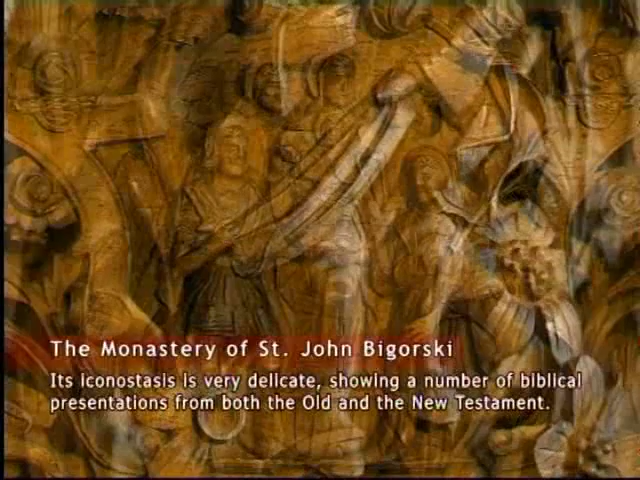 The Monastery of St. John Bigorski
Its iconostasis is very delicate, showing a number of biblical
presentations from both the Old and the New Testament.